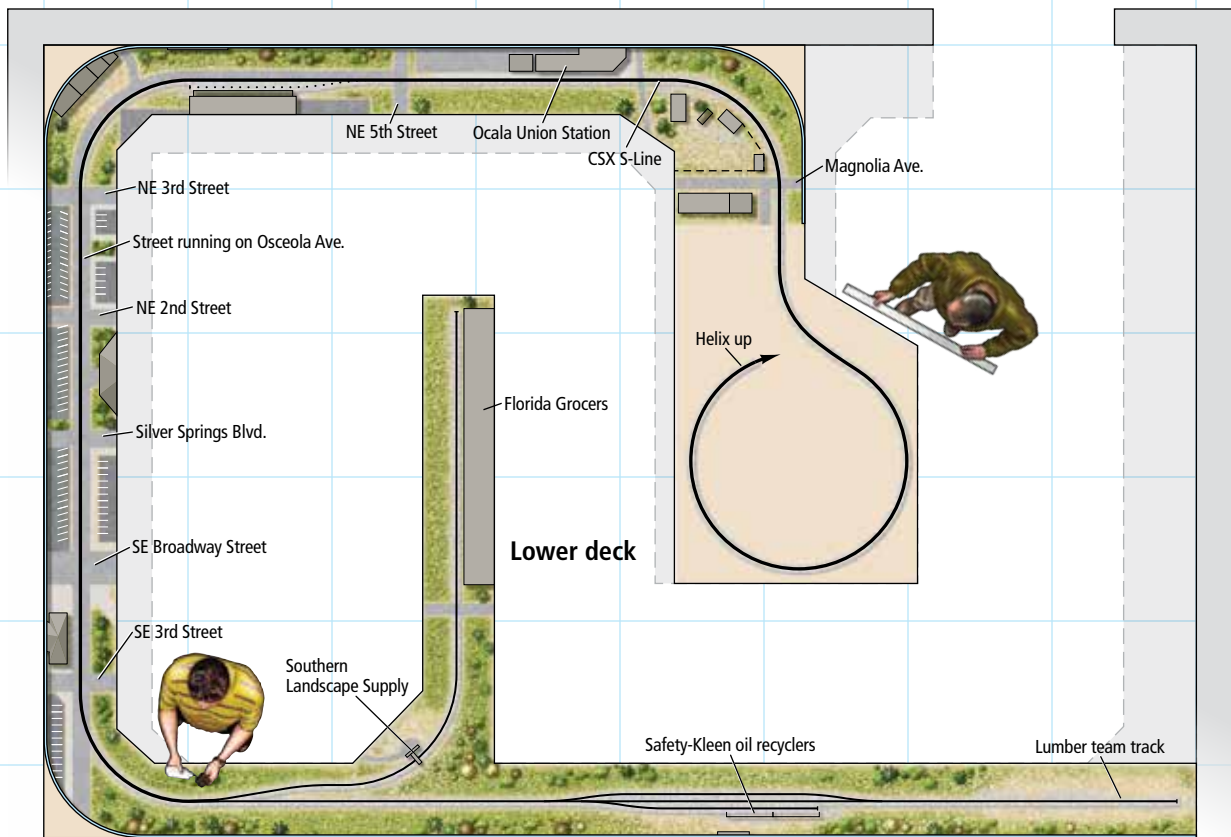 NE 5th Street
Ocala Union Station
CSX S-Line
Magnolia Ave.
NE 3rd Street
Street running on Osceola Ave.
NE 2nd Street
Helix up
Florida Grocers
Silver Springs Blvd.
SE Broadway Street
Lower deck
SE 3rd Street
Southern
Landscape Supply
Safety-Kleen oil recyclers
Lumber team track